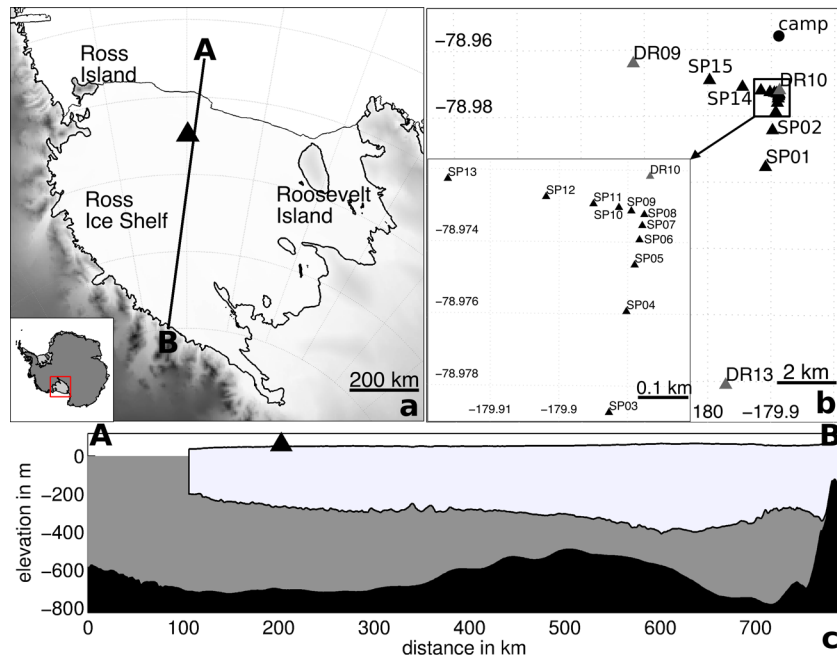 A
Ross
Island
Ross
Ice Shelf
Roosevelt
Island
B
200 km
a
camp
−78.96
DR09
SP15
DR10
SP14
−78.98
SP02
SP01
SP13
DR10
SP12
SP11
SP09
SP10
SP08
−78.974
SP07
SP06
SP05
−78.976
SP04
−78.978
0.1 km
−179.91
−179.9
SP03
DR13
2 km
180
−179.9
b
A
B
0
−200
−400
−600
−800
elevation in m
0
100
200
300
400
500
600
700
distance in km
c